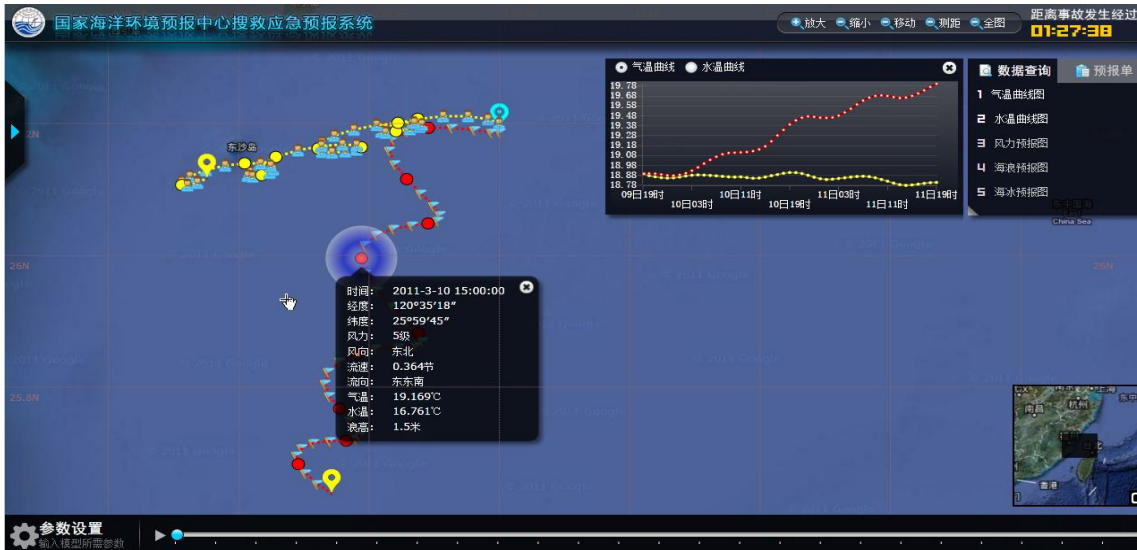 国家海洋环境预报中心搜救应急预报系统
放大 缩小 移动 测距 全图
距离事故发生经过
01:27:38
气温曲线 水温曲线
19.78
19.68
19.58
19.48
19.38
19.28
19.18
19.08
18.98
18.88
18.78
09日19时 10日11时 11日03时 11日19时
10日03时 10日19时 11日11时
数据查询 预报单
1 气温曲线图
2 水温曲线图
3 风力预报图
4 海浪预报图
5 海冰预报图
东沙岛
China Sea
26N
26N
25.8N
时间: 2011-3-10 15:00:00
经度: 120°35′18″
纬度: 25°59′45″
风力: 5级
风向: 东北
流速: 0.364节
流向: 东东南
气温: 19.169℃
水温: 16.761℃
浪高: 1.5米
上海
南昌
杭州
香港
参数设置
输入模型所需参数